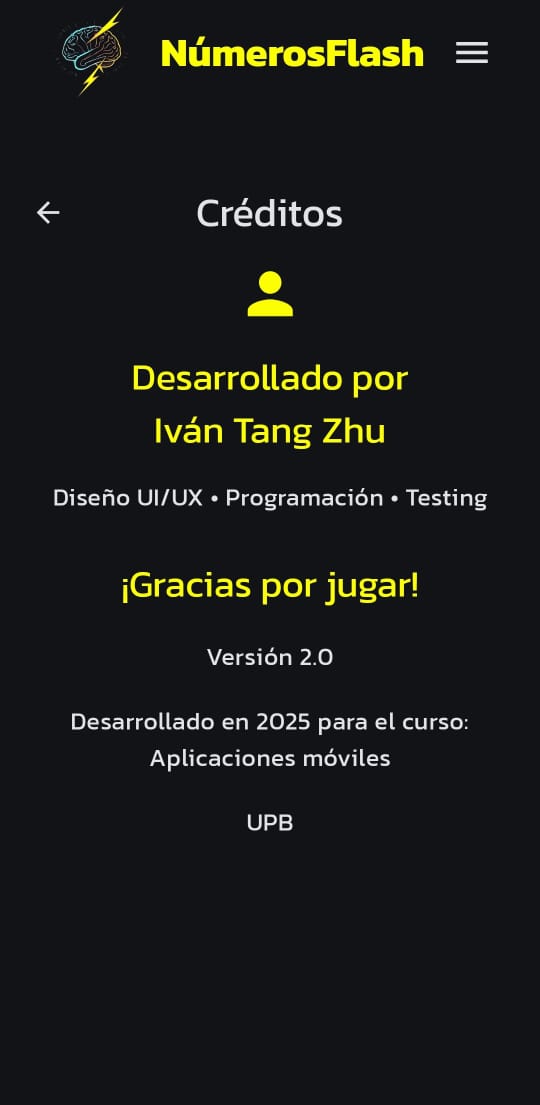 NúmerosFlash
Créditos
Desarrollado por
Iván Tang Zhu
Diseño UI/UX • Programación • Testing
¡Gracias por jugar!
Versión 2.0
Desarrollado en 2025 para el curso:
Aplicaciones móviles
UPB